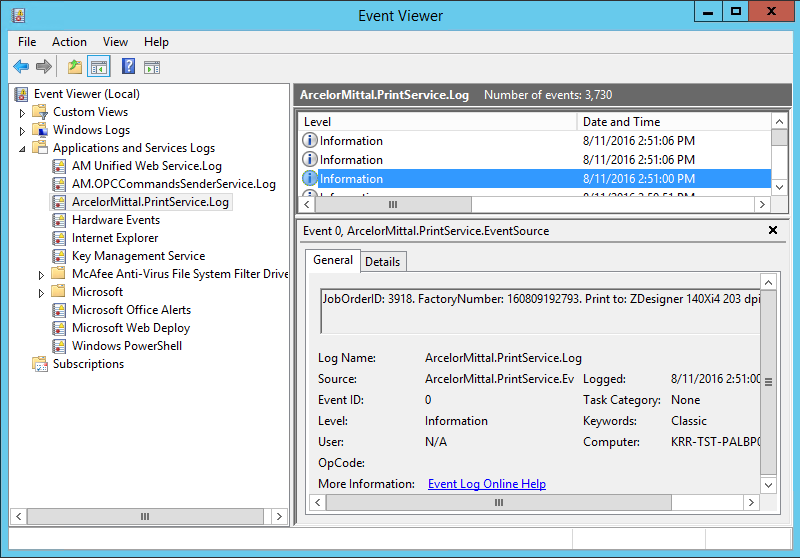 Event Viewer
File Action View Help
Event Viewer (Local)
Custom Views
Windows Logs
Applications and Services Logs
AM Unified Web Service.Log
AM.OPCCommandsSenderService.Log
ArcelorMittal.PrintService.Log
Hardware Events
Internet Explorer
Key Management Service
McAfee Anti-Virus File System Filter Drive
Microsoft
Microsoft Office Alerts
Microsoft Web Deploy
Windows PowerShell
Subscriptions
ArcelorMittal.PrintService.Log Number of events: 3,730
Level Date and Time
Information 8/11/2016 2:51:06 PM
Information 8/11/2016 2:51:06 PM
Information 8/11/2016 2:51:00 PM
Event 0, ArcelorMittal.PrintService.EventSource
General Details
JobOrderID: 3918. FactoryNumber: 160809192793. Print to: ZDesigner 140Xi4 203 dpi
Log Name: ArcelorMittal.PrintService.Log
Source: ArcelorMittal.PrintService.Ev Logged: 8/11/2016 2:51:00
Event ID: 0 Task Category: None
Level: Information Keywords: Classic
User: N/A Computer: KRR-TST-PALBP0
OpCode:
More Information: Event Log Online Help